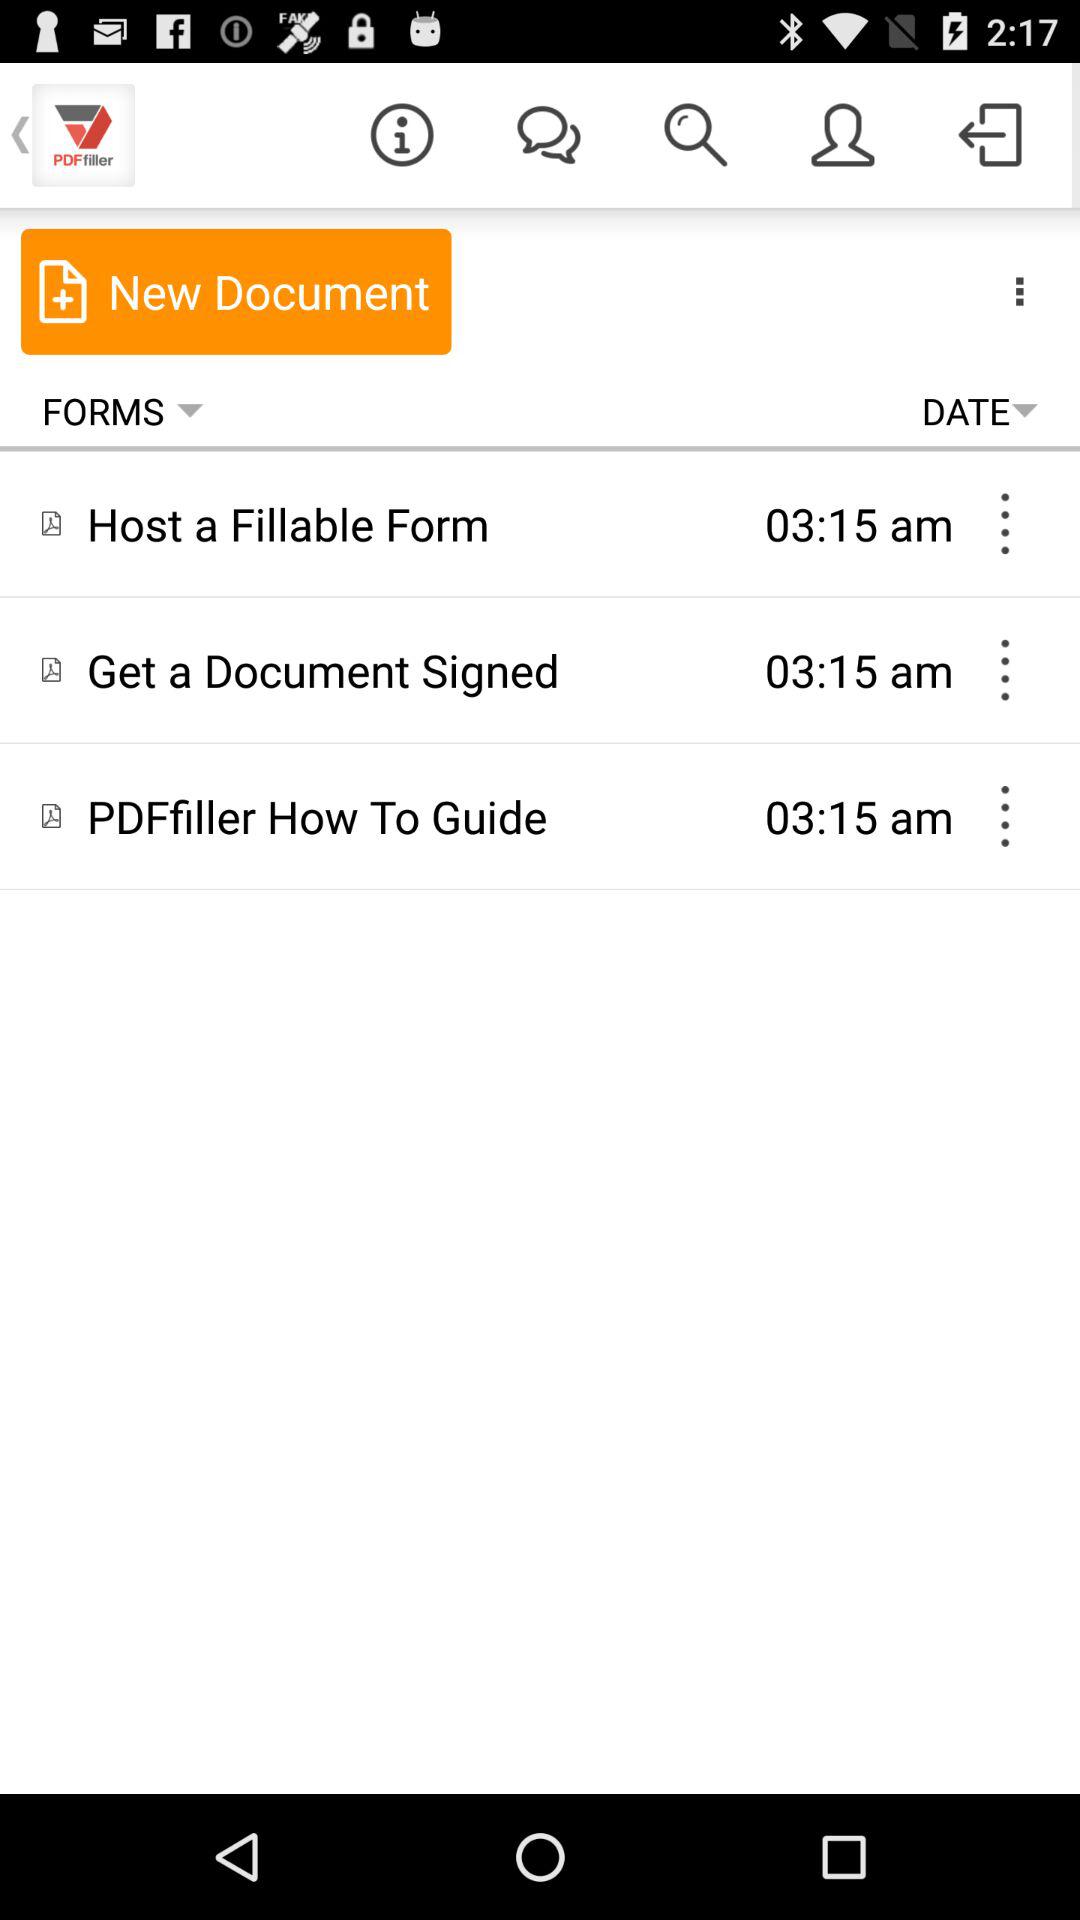 FAKE
2:17
PDFfiller
New Document
FORMS
DATE
Host a Fillable Form
03:15 am
Get a Document Signed
03:15 am
PDFfiller How To Guide
03:15 am